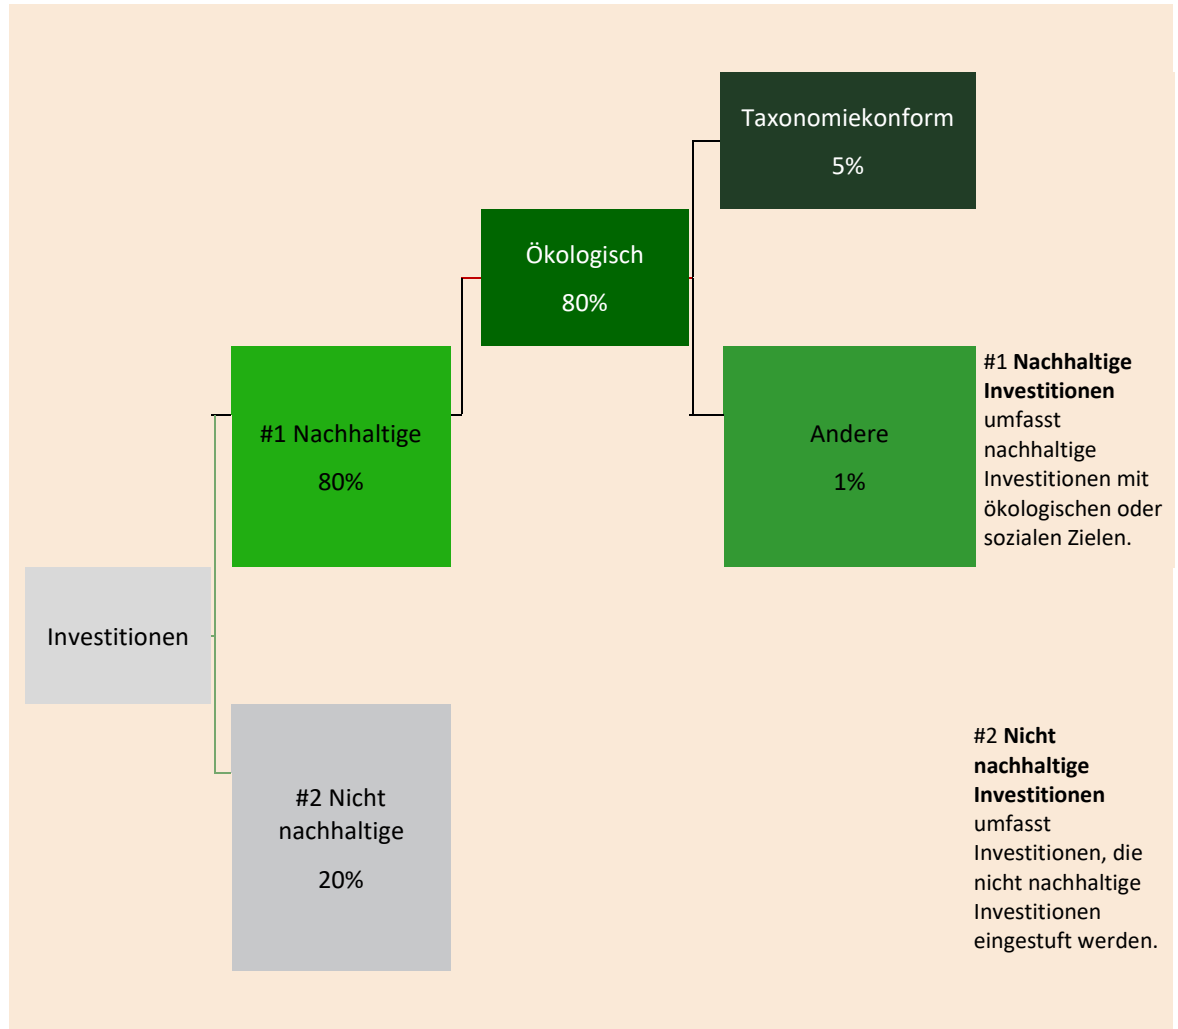 Taxonomiekonform
5%
Ökologisch
80%
#1 Nachhaltige
80%
Andere
1%
#1 Nachhaltige
Investitionen
umfasst
nachhaltige
Investitionen mit
ökologischen oder
sozialen Zielen.
Investitionen
#2 Nicht
nachhaltige
20%
#2 Nicht
nachhaltige
Investitionen
umfasst
Investitionen, die
nicht nachhaltige
Investitionen
eingestuft werden.